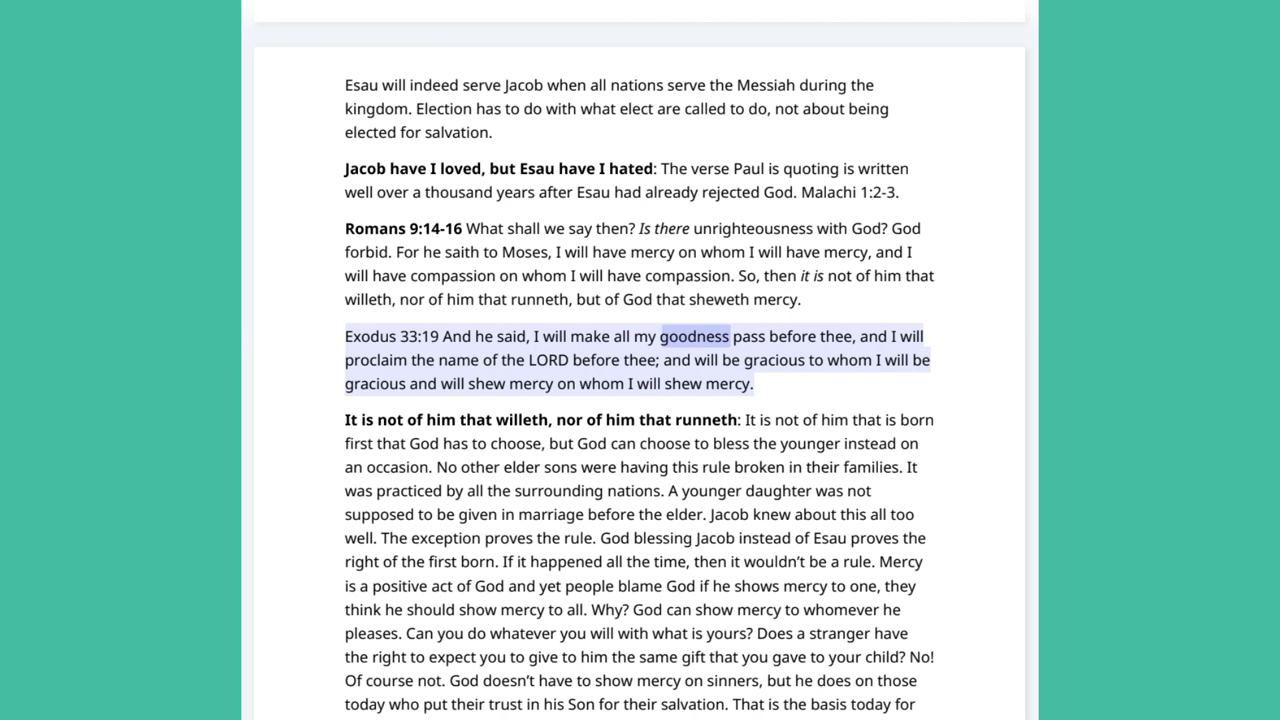 Esau will indeed serve Jacob when all nations serve the Messiah during the
kingdom. Election has to do with what elect are called to do, not about being
elected for salvation.
Jacob have I loved, but Esau have I hated: The verse Paul is quoting is written
well over a thousand years after Esau had already rejected God. Malachi 1:2-3.
Romans 9:14-16 What shall we say then? Is there unrighteousness with God? God
forbid. For he saith to Moses, I will have mercy on whom I will have mercy, and I
will have compassion on whom I will have compassion. So, then it is not of him that
willeth, nor of him that runneth, but of God that sheweth mercy.
Exodus 33:19 And he said, I will make all my goodness pass before thee, and I will
proclaim the name of the LORD before thee; and will be gracious to whom I will be
gracious and will shew mercy on whom I will shew mercy.
It is not of him that willeth, nor of him that runneth: It is not of him that is born
first that God has to choose, but God can choose to bless the younger instead on
an occasion. No other elder sons were having this rule broken in their families. It
was practiced by all the surrounding nations. A younger daughter was not
supposed to be given in marriage before the elder. Jacob knew about this all too
well. The exception proves the rule. God blessing Jacob instead of Esau proves the
right of the first born. If it happened all the time, then it wouldn’t be a rule. Mercy
is a positive act of God and yet people blame God if he shows mercy to one, they
think he should show mercy to all. Why? God can show mercy to whomever he
pleases. Can you do whatever you will with what is yours? Does a stranger have
the right to expect you to give to him the same gift that you gave to your child? No!
Of course not. God doesn’t have to show mercy on sinners, but he does on those
today who put their trust in his Son for their salvation. That is the basis today for